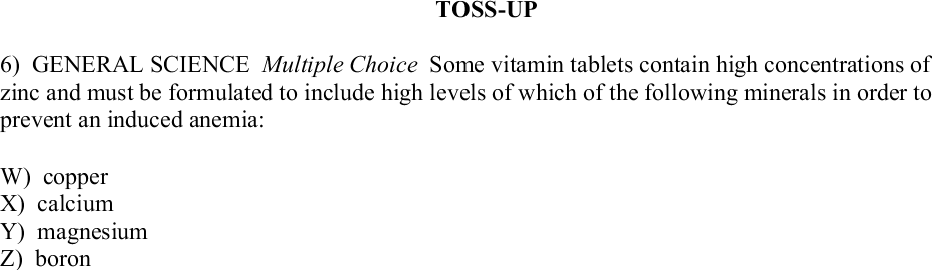 TOSS-UP
6) GENERAL SCIENCE Multiple Choice Some vitamin tablets contain high concentrations of
zinc and must be formulated to include high levels of which of the following minerals in order to
prevent an induced anemia:
W) copper
X) calcium
Y) magnesium
Z) boron